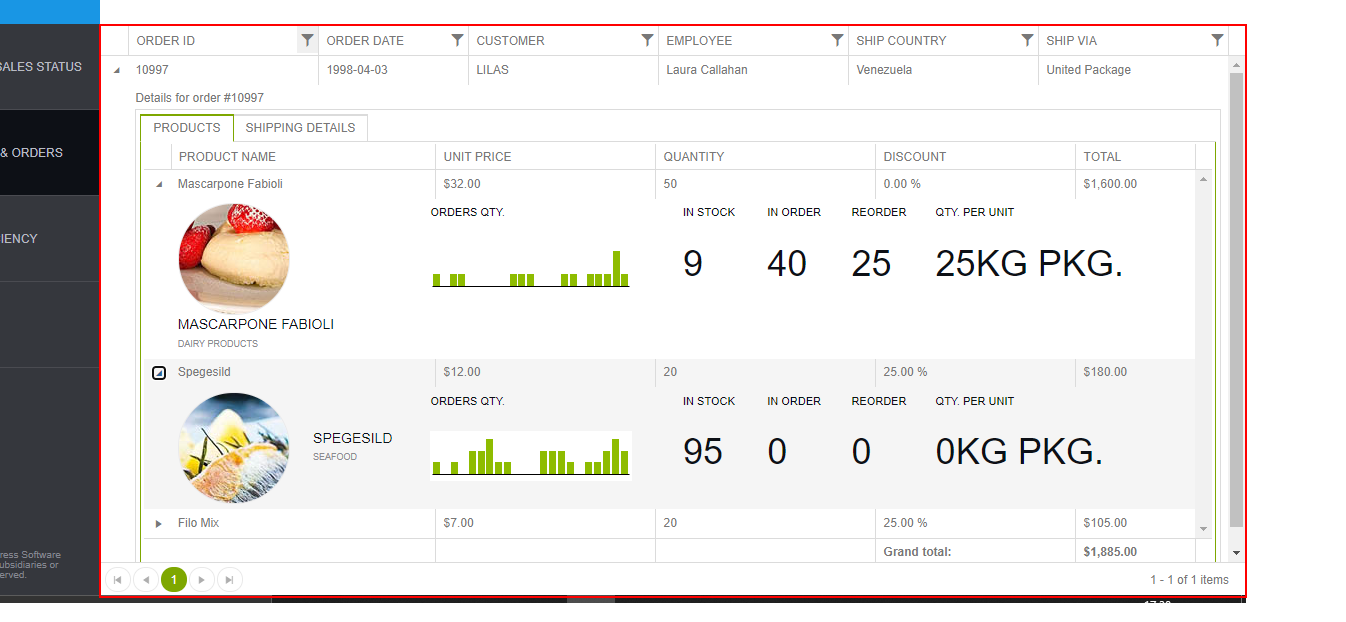 ORDER ID ORDER DATE CUSTOMER EMPLOYEE SHIP COUNTRY SHIP VIA
SALES STATUS
10997 1998-04-03 LILAS Laura Callahan Venezuela United Package
Details for order #10997
PRODUCTS SHIPPING DETAILS
& ORDERS
PRODUCT NAME UNIT PRICE QUANTITY DISCOUNT TOTAL
Mascarpone Fabioli $32.00 50 0.00 % $1,600.00
ORDERS QTY. IN STOCK IN ORDER REORDER QTY. PER UNIT
IENCY
9 40 25 25KG PKG.
MASCARPONE FABIOLI
DAIRY PRODUCTS
Spegesild $12.00 20 25.00 % $180.00
ORDERS QTY. IN STOCK IN ORDER REORDER QTY. PER UNIT
SPEGESILD
SEAFOOD
95 0 0 0KG PKG.
Filo Mix $7.00 20 25.00 % $105.00
Grand total: $1,885.00
ress Software
ubsidiaries or
erved.
1
1 - 1 of 1 items